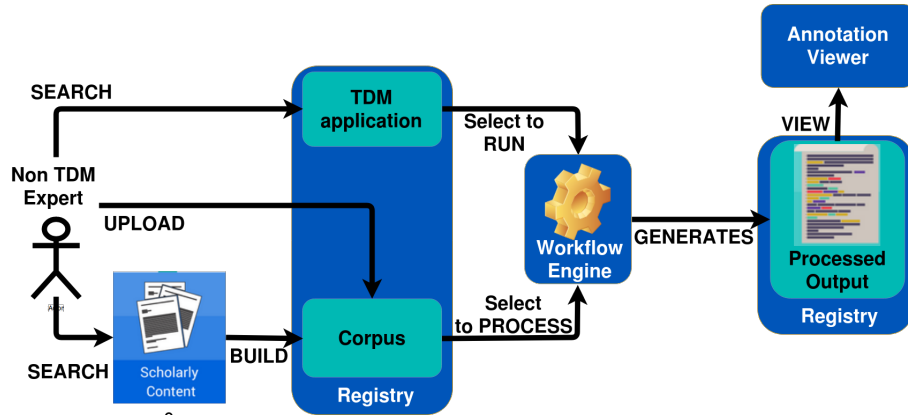 Annotation
Viewer
SEARCH
TDM
application
Select to
RUN
VIEW
Non TDM
Expert
UPLOAD
Workflow
Engine
GENERATES
Processed
Output
Registry
Select
to PROCESS
Corpus
BUILD
SEARCH
Scholarly
Content
Registry